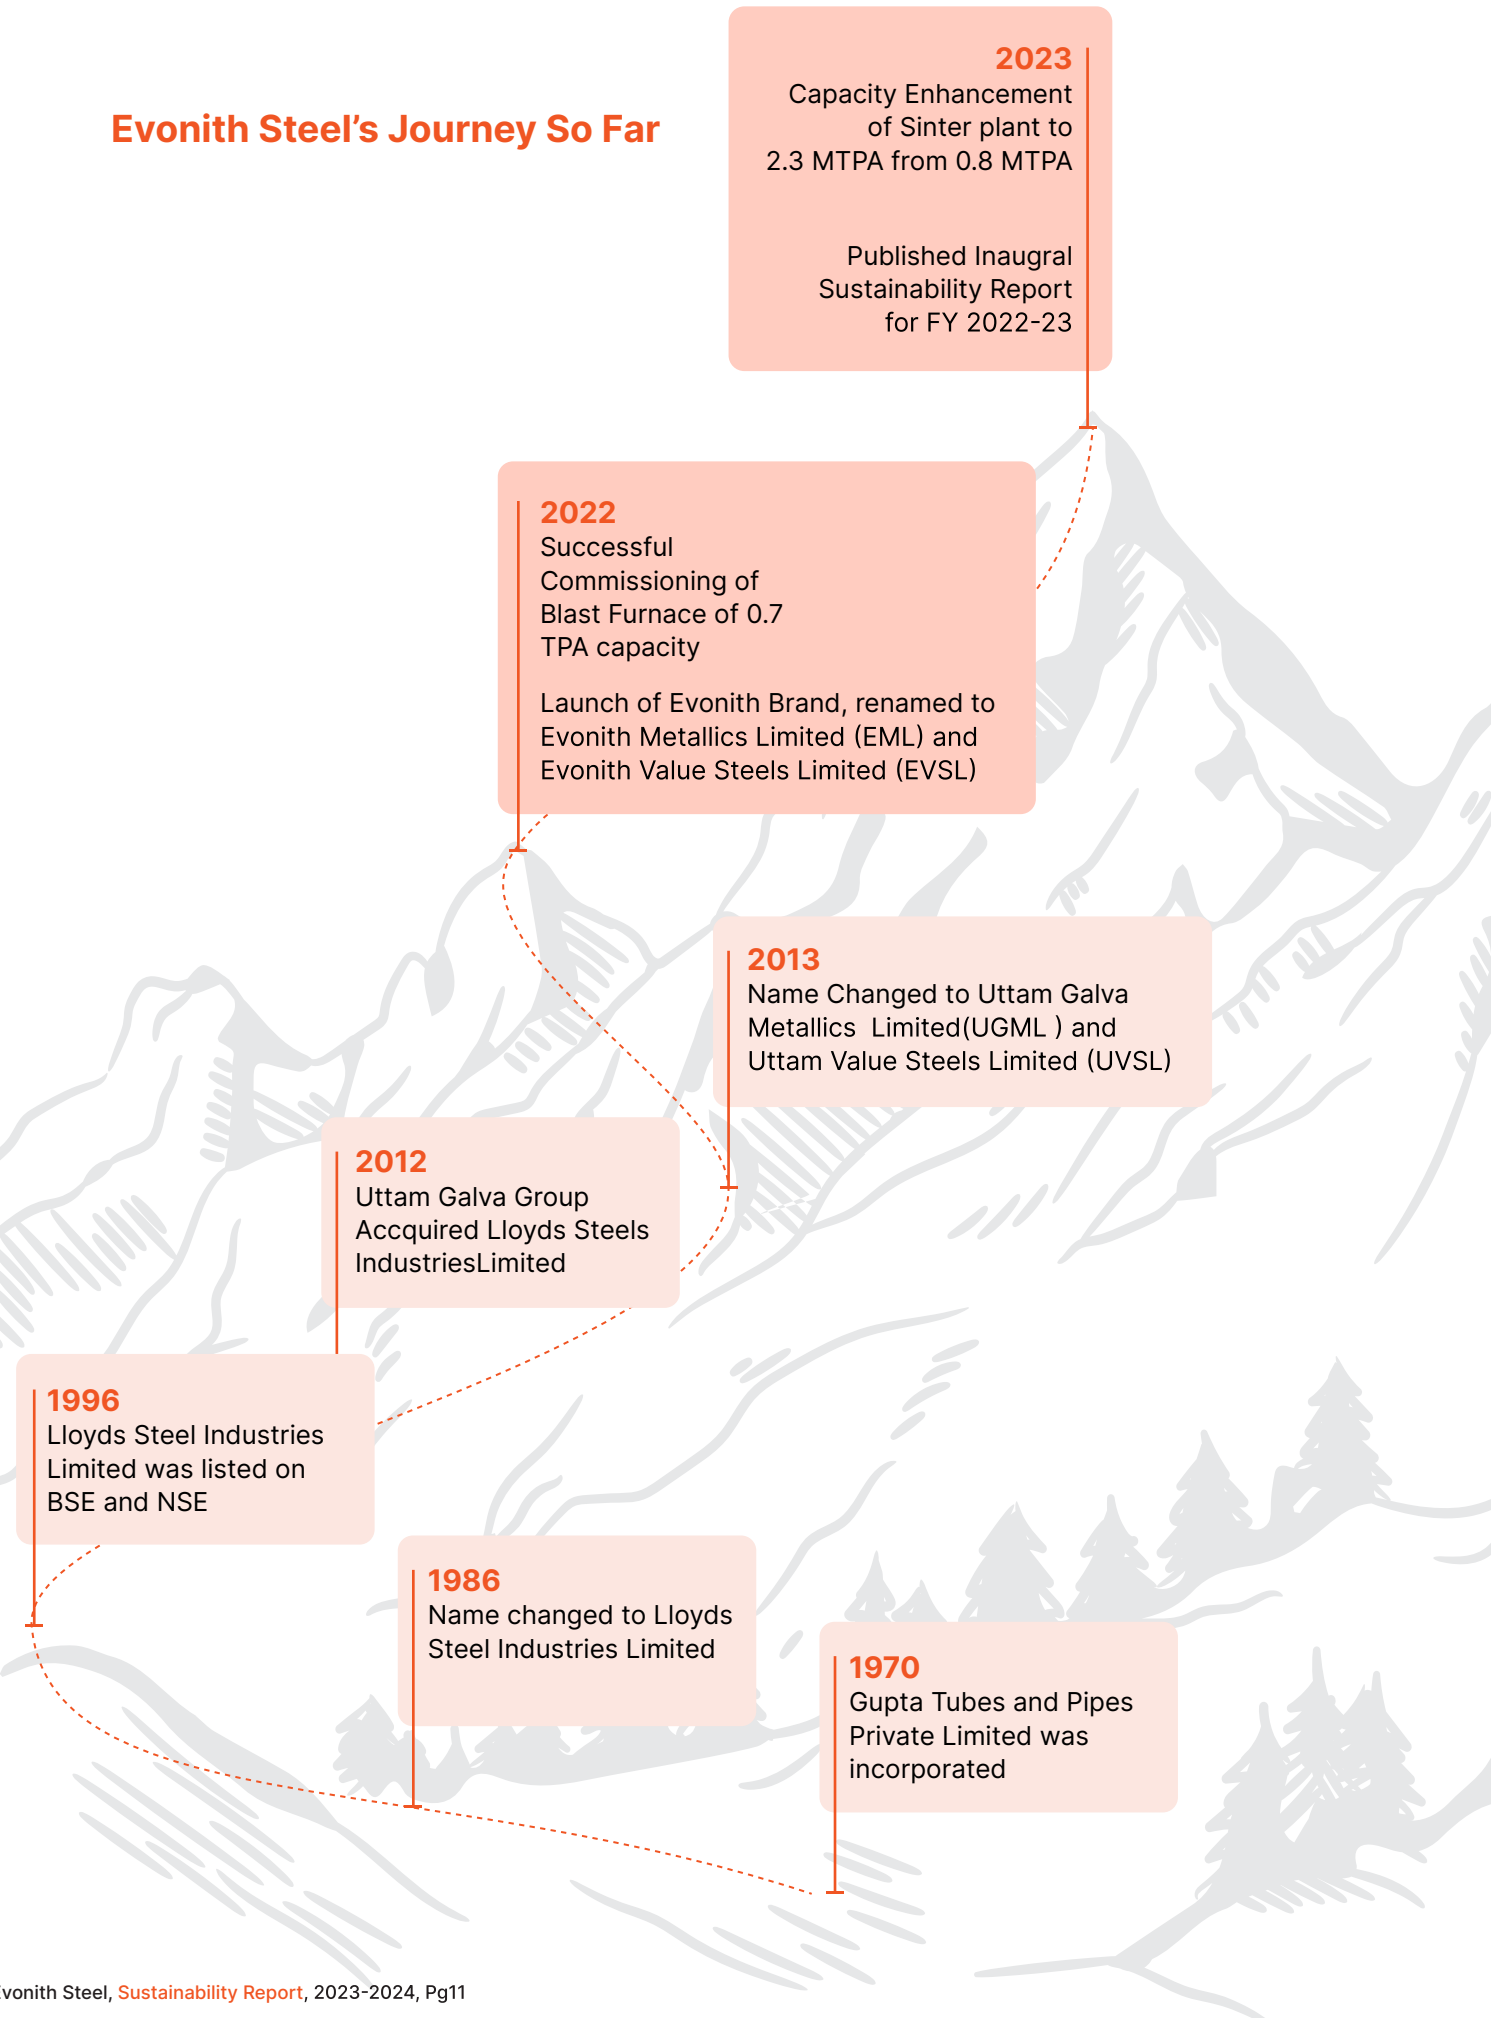 Evonith Steel’s Journey So Far
2023
Capacity Enhancement
of Sinter plant to
2.3 MTPA from 0.8 MTPA
Published Inaugral
Sustainability Report
for FY 2022-23
2022
Successful
Commissioning of
Blast Furnace of 0.7
TPA capacity
Launch of Evonith Brand, renamed to
Evonith Metallics Limited (EML) and
Evonith Value Steels Limited (EVSL)
2013
Name Changed to Uttam Galva
Metallics  Limited(UGML ) and
Uttam Value Steels Limited (UVSL)
2012
Uttam Galva Group
Accquired Lloyds Steels
IndustriesLimited
1996
Lloyds Steel Industries
Limited was listed on
BSE and NSE
1986
Name changed to Lloyds
Steel Industries Limited
1970
Gupta Tubes and Pipes
Private Limited was
incorporated
Evonith Steel, Sustainability Report, 2023-2024, Pg11